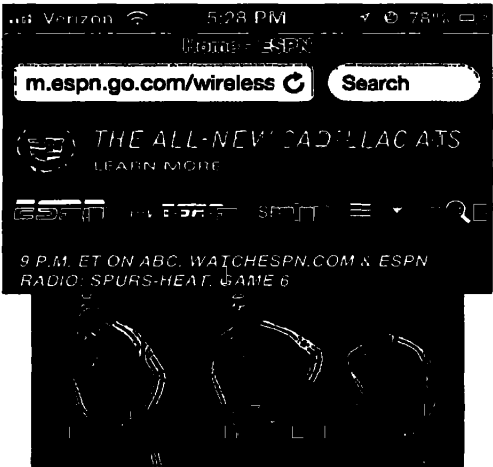 Verizon 5:28 PM 78%
Home - ESPN
m.espn.go.com/wireless Search
THE ALL-NEW CADILLAC ATS
LEARN MORE
ESPN
9 P.M. ET ON ABC, WATCHESPN.COM & ESPN
RADIO: SPURS-HEAT, GAME 6